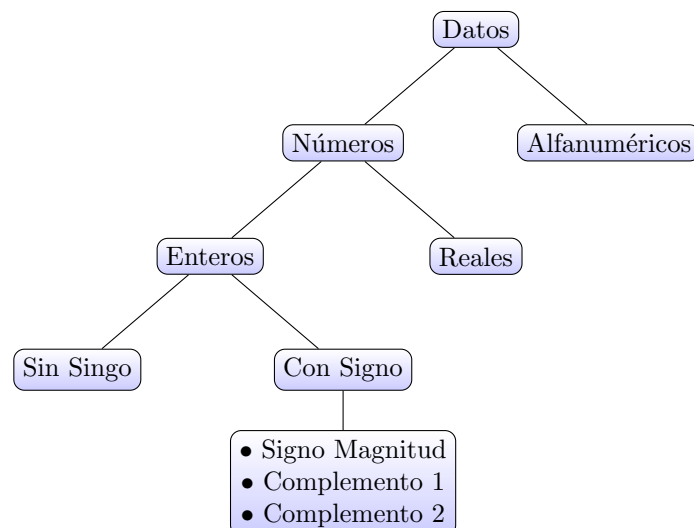 Datos
Números
Alfanuméricos
Enteros
Reales
Sin Singo
Con Signo
• Signo Magnitud
• Complemento 1
• Complemento 2